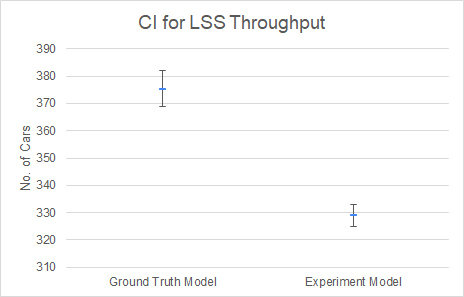 CI for LSS Throughput
390
380
370
360
350
340
330
320
310
No. of Cars
Ground Truth Model
Experiment Model